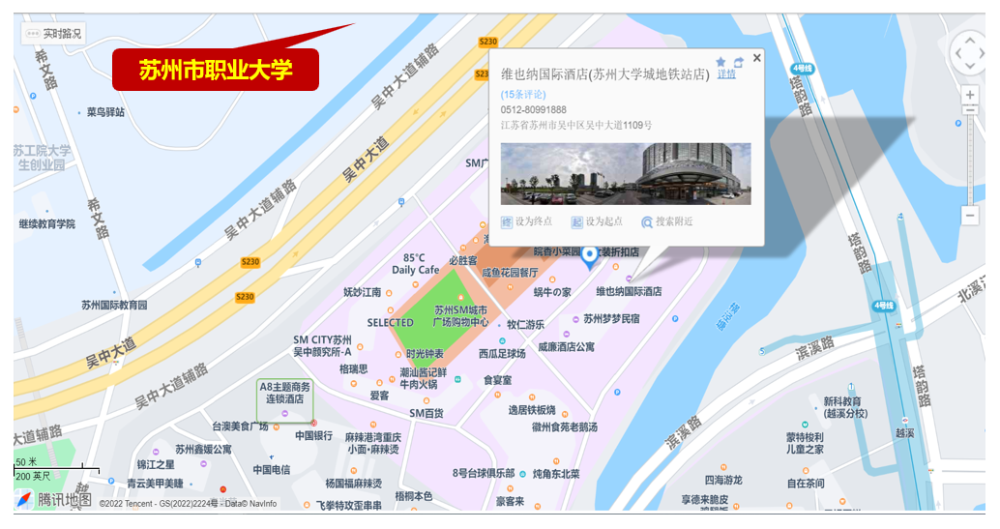 实时路况
希文路
苏州市职业大学
吴中大道辅路
S230
S23
维也纳国际酒店(苏州大学城地铁站店)
详情
(15条评论)
0512-80991888
江苏省苏州市吴中区吴中大道1109号
设为终点
设为起点
搜索附近
4号线
塔韵路
菜鸟驿站
苏工院大学
生创业园
吴中大道
SM广
希文路
吴中大道辅路
继续教育学院
S230
S230
塔韵路
85°C
Daily Cafe
必胜客
皖香小菜园
女装折扣店
咸鱼花园餐厅
蜗牛の家
维也纳国际酒店
妩妙江南
苏州国际教育园
SELECTED
苏州SM城市
广场购物中心
牧仁游乐
苏州梦梦民宿
4号线
北溪
吴中大道
SM CITY苏州
吴中颜究所-A
时光钟表
西瓜足球场
威廉酒店公寓
滨溪路
格瑞思
潮汕酱记鲜
牛肉火锅
食宴室
吴中大道辅路
A8主题商务
连锁酒店
爱客
SM百货
逸居铁板烧
徽州食苑老鹅汤
塔韵路
新科教育
(越溪分校)
台澳美食广场
中国银行
麻辣港湾重庆
小面•麻辣烫
滨溪路
越溪
大道辅路
苏州鑫媛公寓
锦江之星
中国电信
8号台球俱乐部
炖角东北菜
蒙特梭利
儿童之家
50 米
200 英尺
青云美甲美睫
杨国福麻辣烫
四海游龙
自在茶间
腾讯地图
©2022 Tencent - GS(2022)2224号 - Data© NavInfo
飞拳特攻歪串串
梧桐本色
豪客来
享德来脆皮